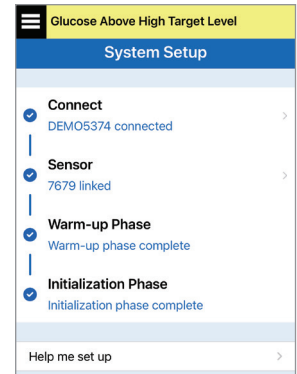 Glucose Above High Target Level
System Setup
Connect
DEMO5374 connected
Sensor
7679 linked
Warm-up Phase
Warm-up phase complete
Initialization Phase
Initialization phase complete
Help me set up